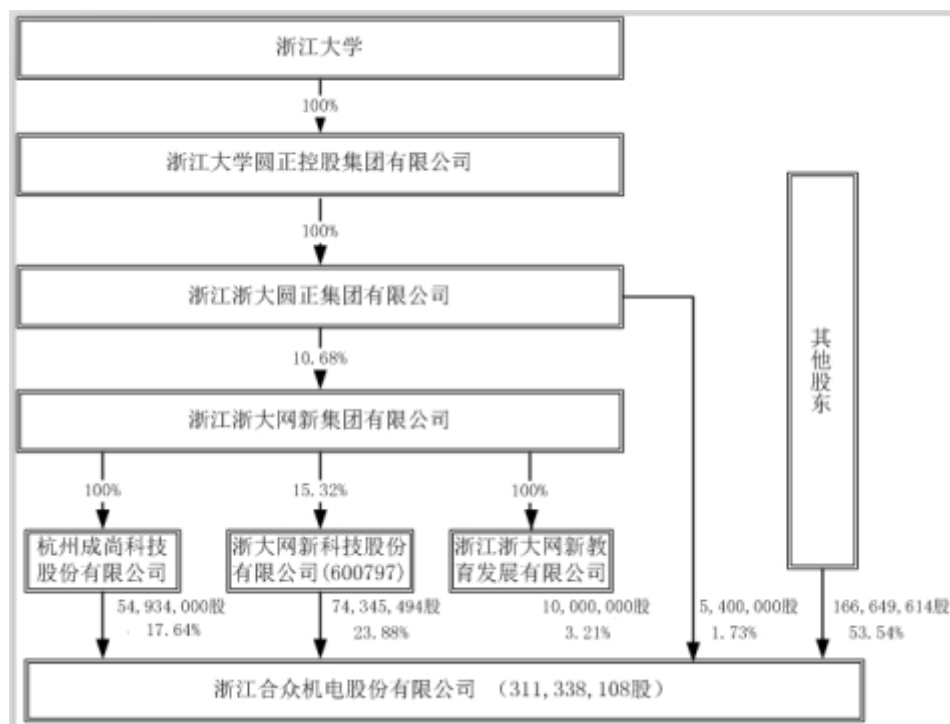 浙江大学
100%
浙江大学圆正控股集团有限公司
100%
浙江浙大圆正集团有限公司
10.68%
浙江浙大网新集团有限公司
其他股东
100%
15.32%
100%
杭州成尚科技
股份有限公司
浙大网新科技股份
有限公司(600797)
浙江浙大网新教
育发展有限公司
54,934,000股
17.64%
74,345,494股
23.88%
10,000,000股
3.21%
5,400,000股
1.73%
166,649,614股
53.54%
浙江合众机电股份有限公司 (311,338,108股)